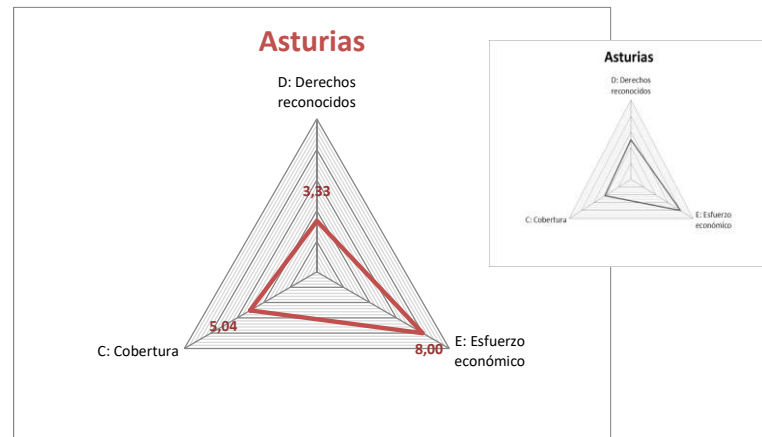 Asturias
D: Derechos
reconocidos
3,33
5,04
C: Cobertura
8,00
E: Esfuerzo
económico
Asturias
D: Derechos
reconocidos
C: Cobertura
E: Esfuerzo
económico